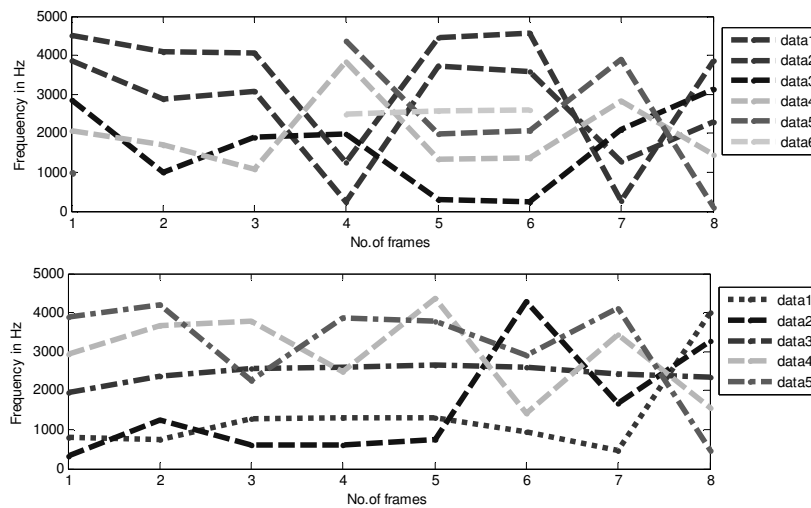 5000
4000
3000
2000
1000
0
Frequeency in Hz
1 2 3 4 5 6 7 8
No.of frames
data1
data2
data3
data4
data5
data6
5000
4000
3000
2000
1000
0
Frequency in Hz
1 2 3 4 5 6 7 8
No.of frames
data1
data2
data3
data4
data5